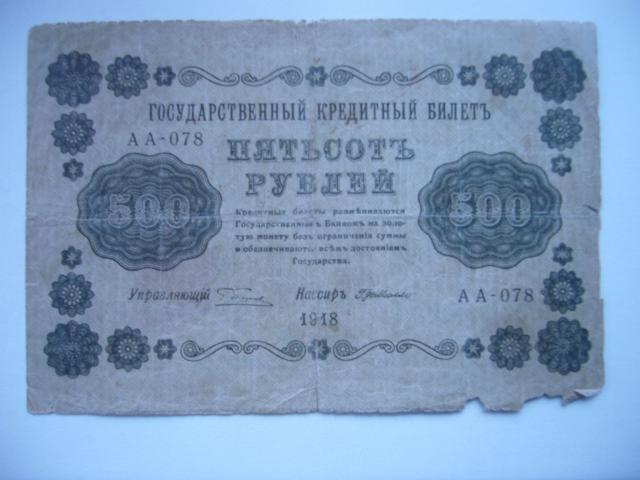 ГОСУДАРСТВЕННЫЙ КРЕДИТНЫЙ БИЛЕТЪ
АА-078
ПЯТЬСОТЪ
РУБЛЕЙ
500
500
Кредитные билеты размѣниваются
Государственнымъ Банкомъ на золо-
тую монету безъ ограниченія суммы
и обезпечиваются всѣмъ достояніемъ
Государства.
Управляющій
Кассиръ
АА-078
1918